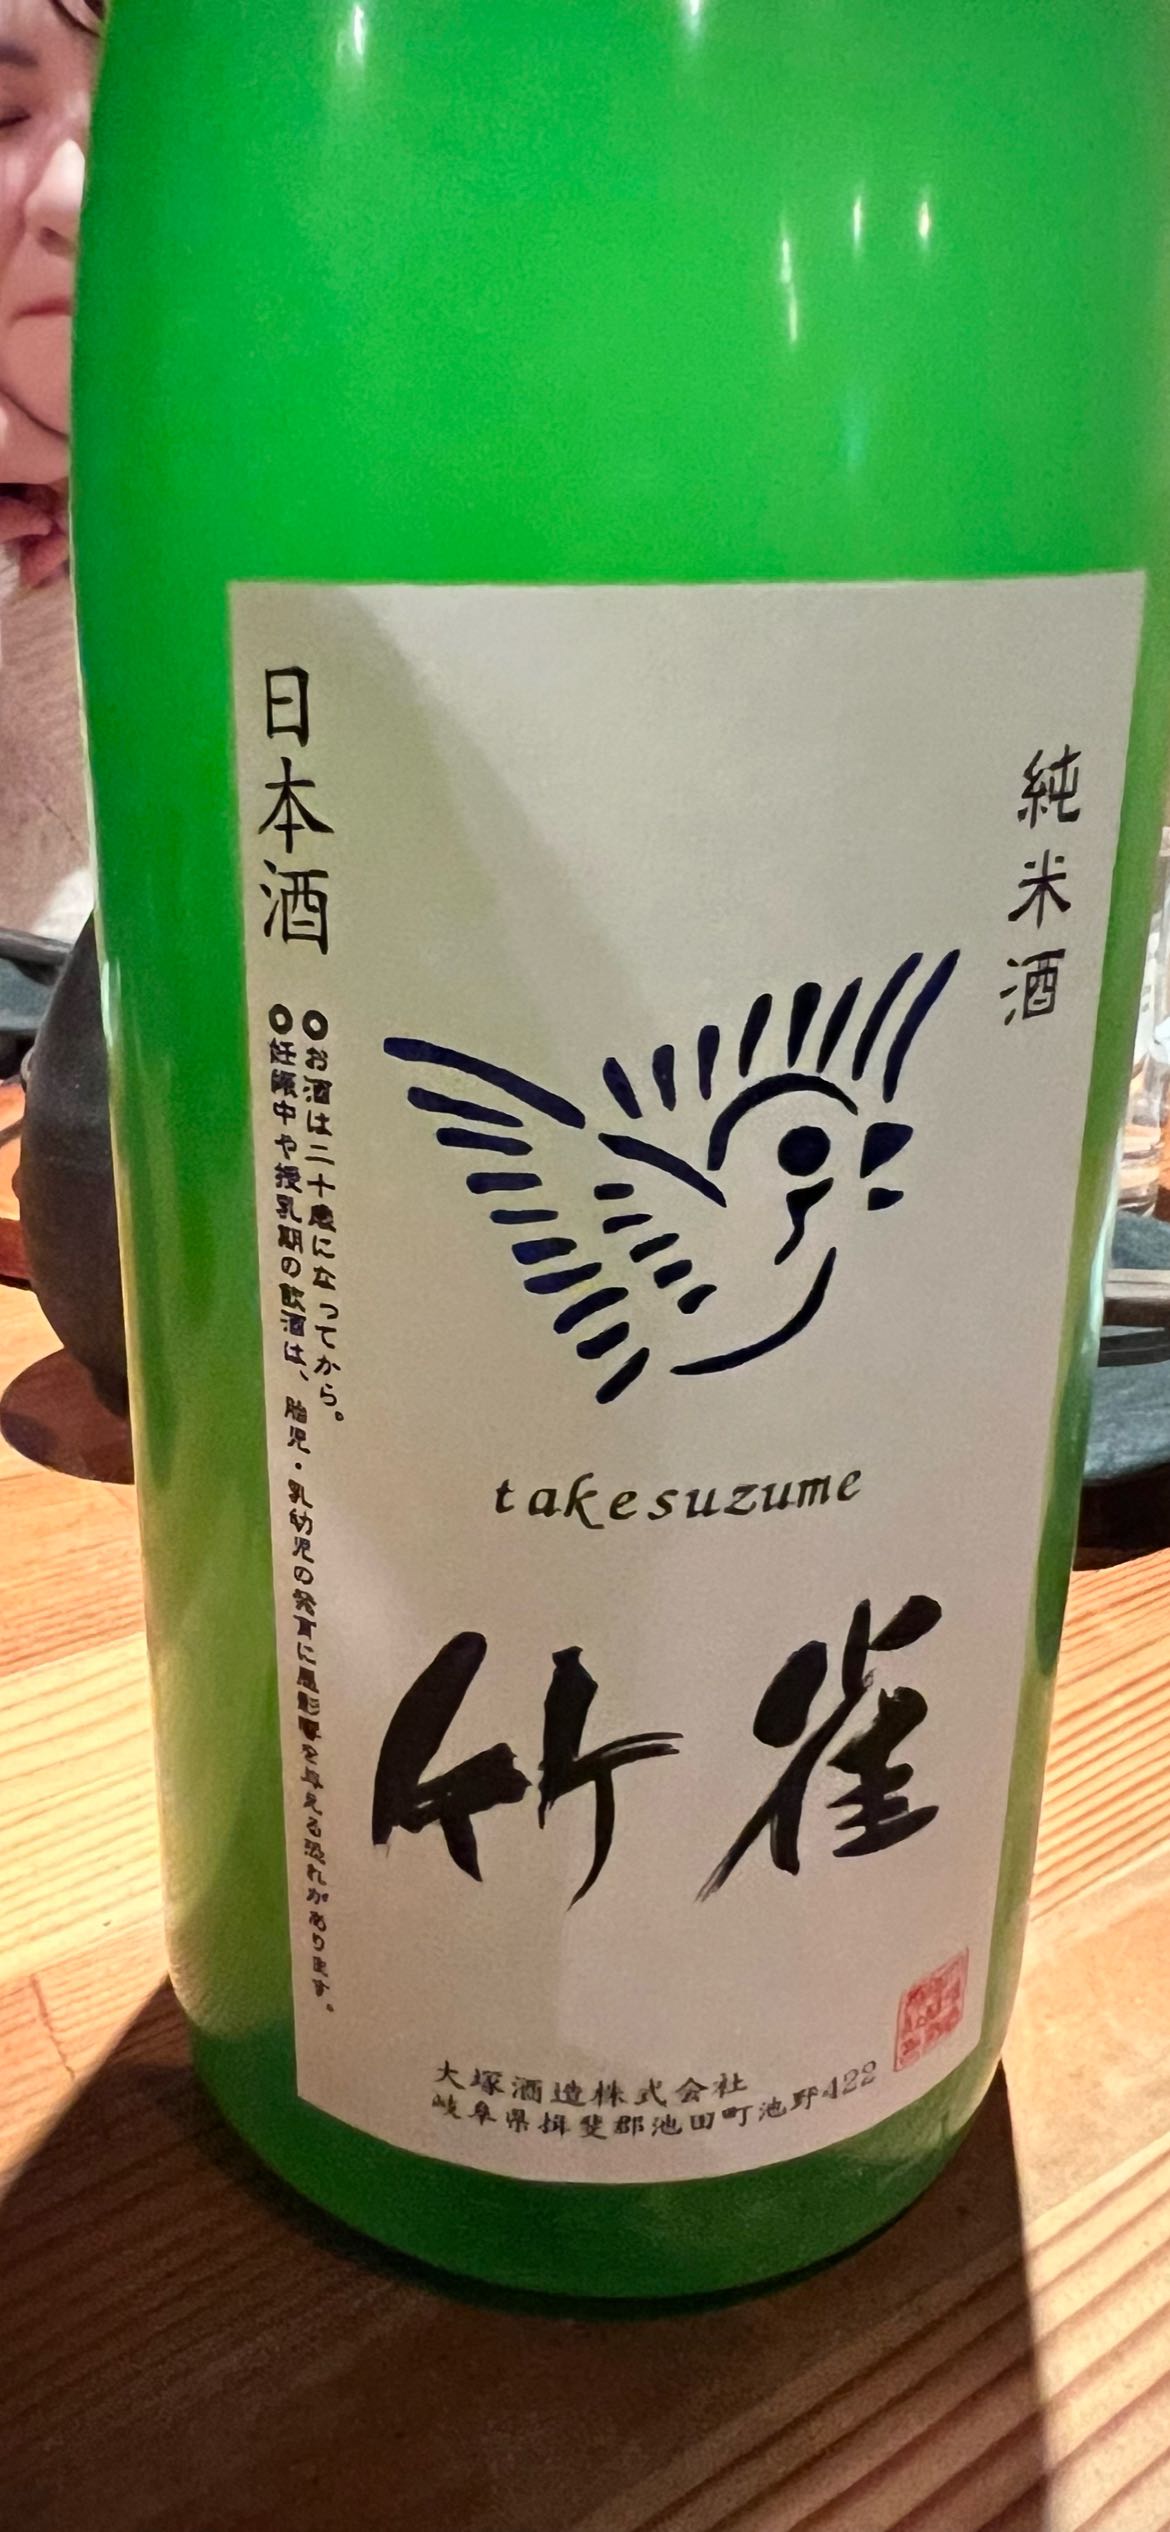 純米酒
takesuzume
竹雀
日本酒
○お酒は二十歳になってから。
○妊娠中や授乳期の飲酒は、胎児・乳幼児の発育に悪影響を与える恐れがあります。
大塚酒造株式会社
岐阜県揖斐郡池田町池野422